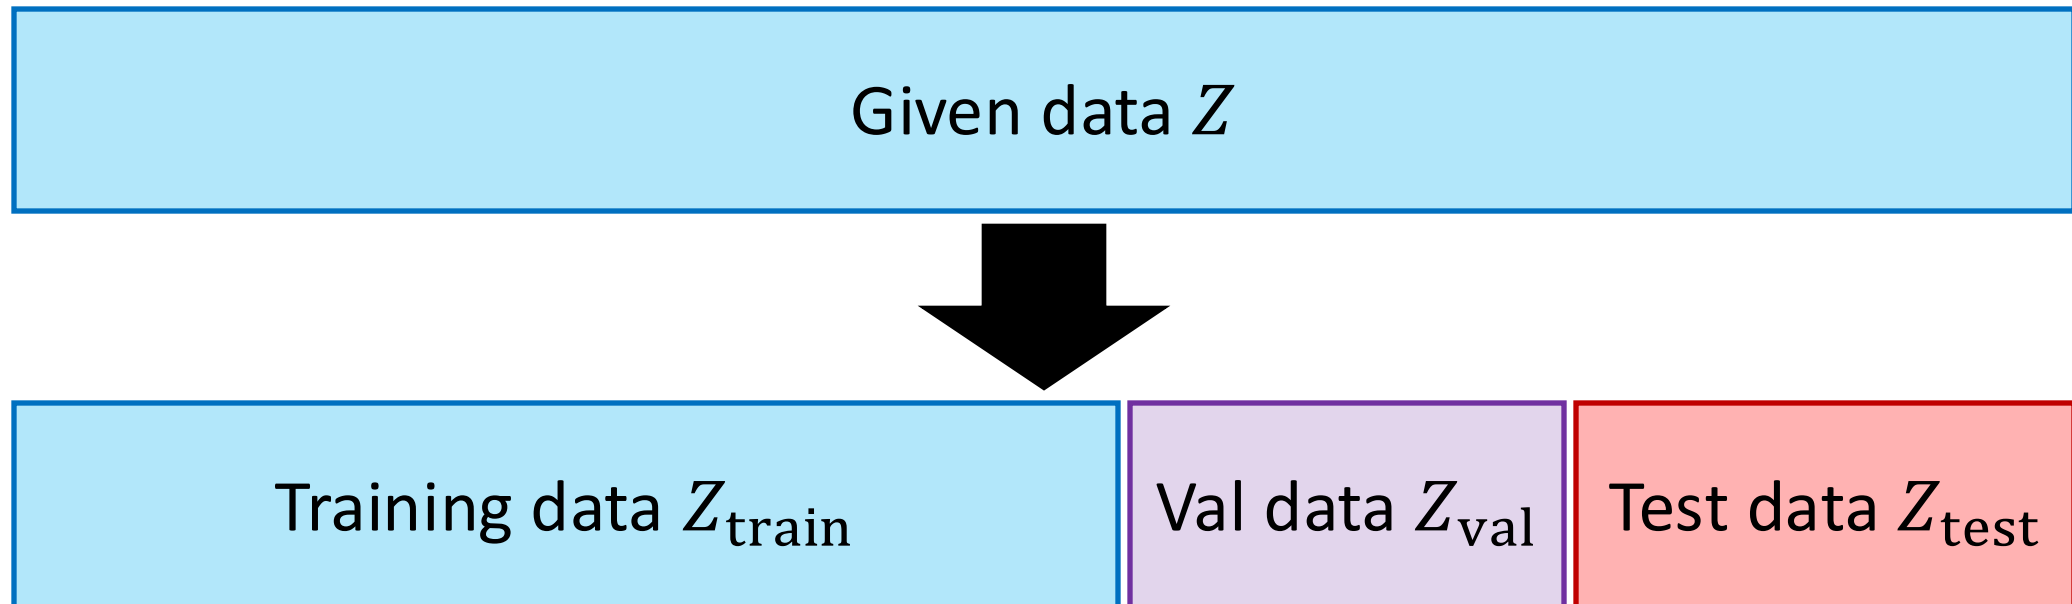 Given data Z
Training data Z_train
Val data Z_val
Test data Z_test